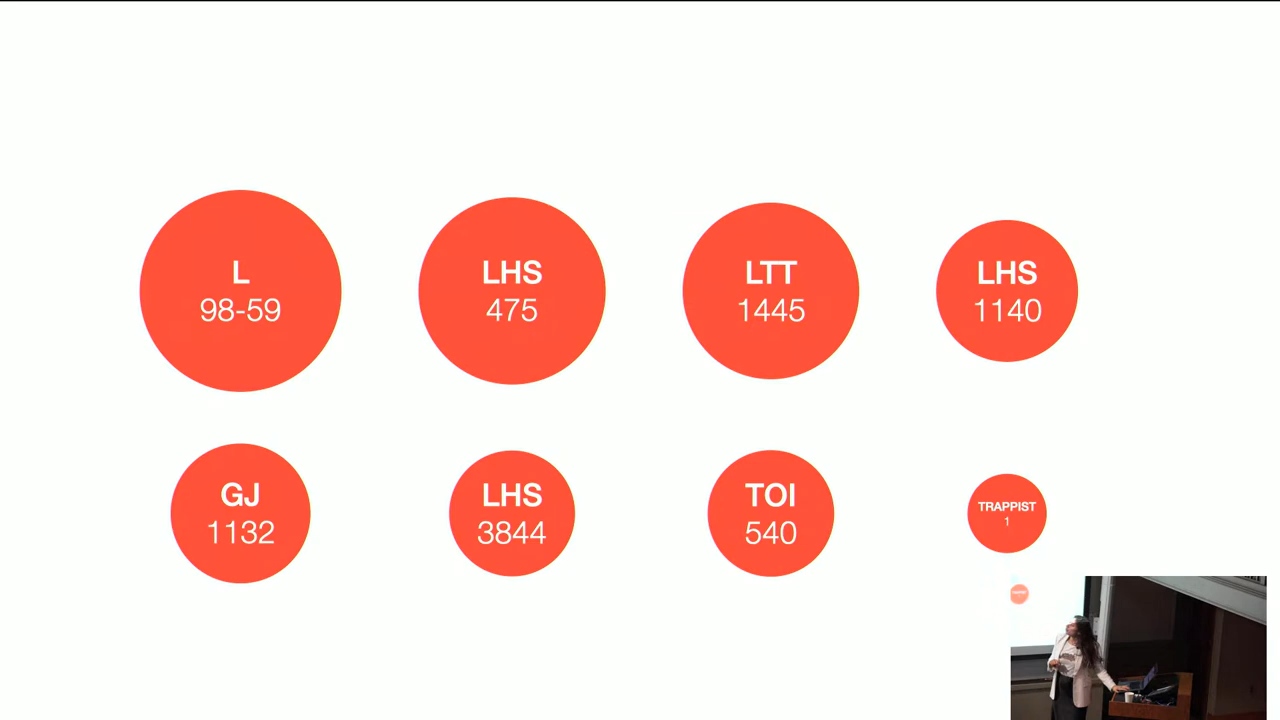 L
98-59
LHS
475
LTT
1445
LHS
1140
GJ
1132
LHS
3844
TOI
540
TRAPPIST
1